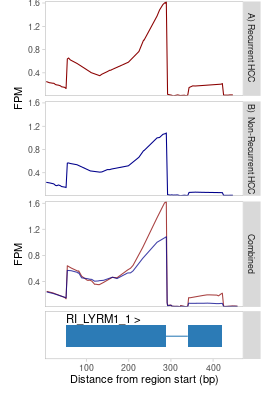 1.6
1.2
0.8
0.4
A) Recurrent HCC
FPM
1.6
1.2
0.8
0.4
B) Non-Recurrent HCC
1.6
1.2
0.8
0.4
Combined
FPM
RI_LYRM1_1 >
100 200 300 400
Distance from region start (bp)